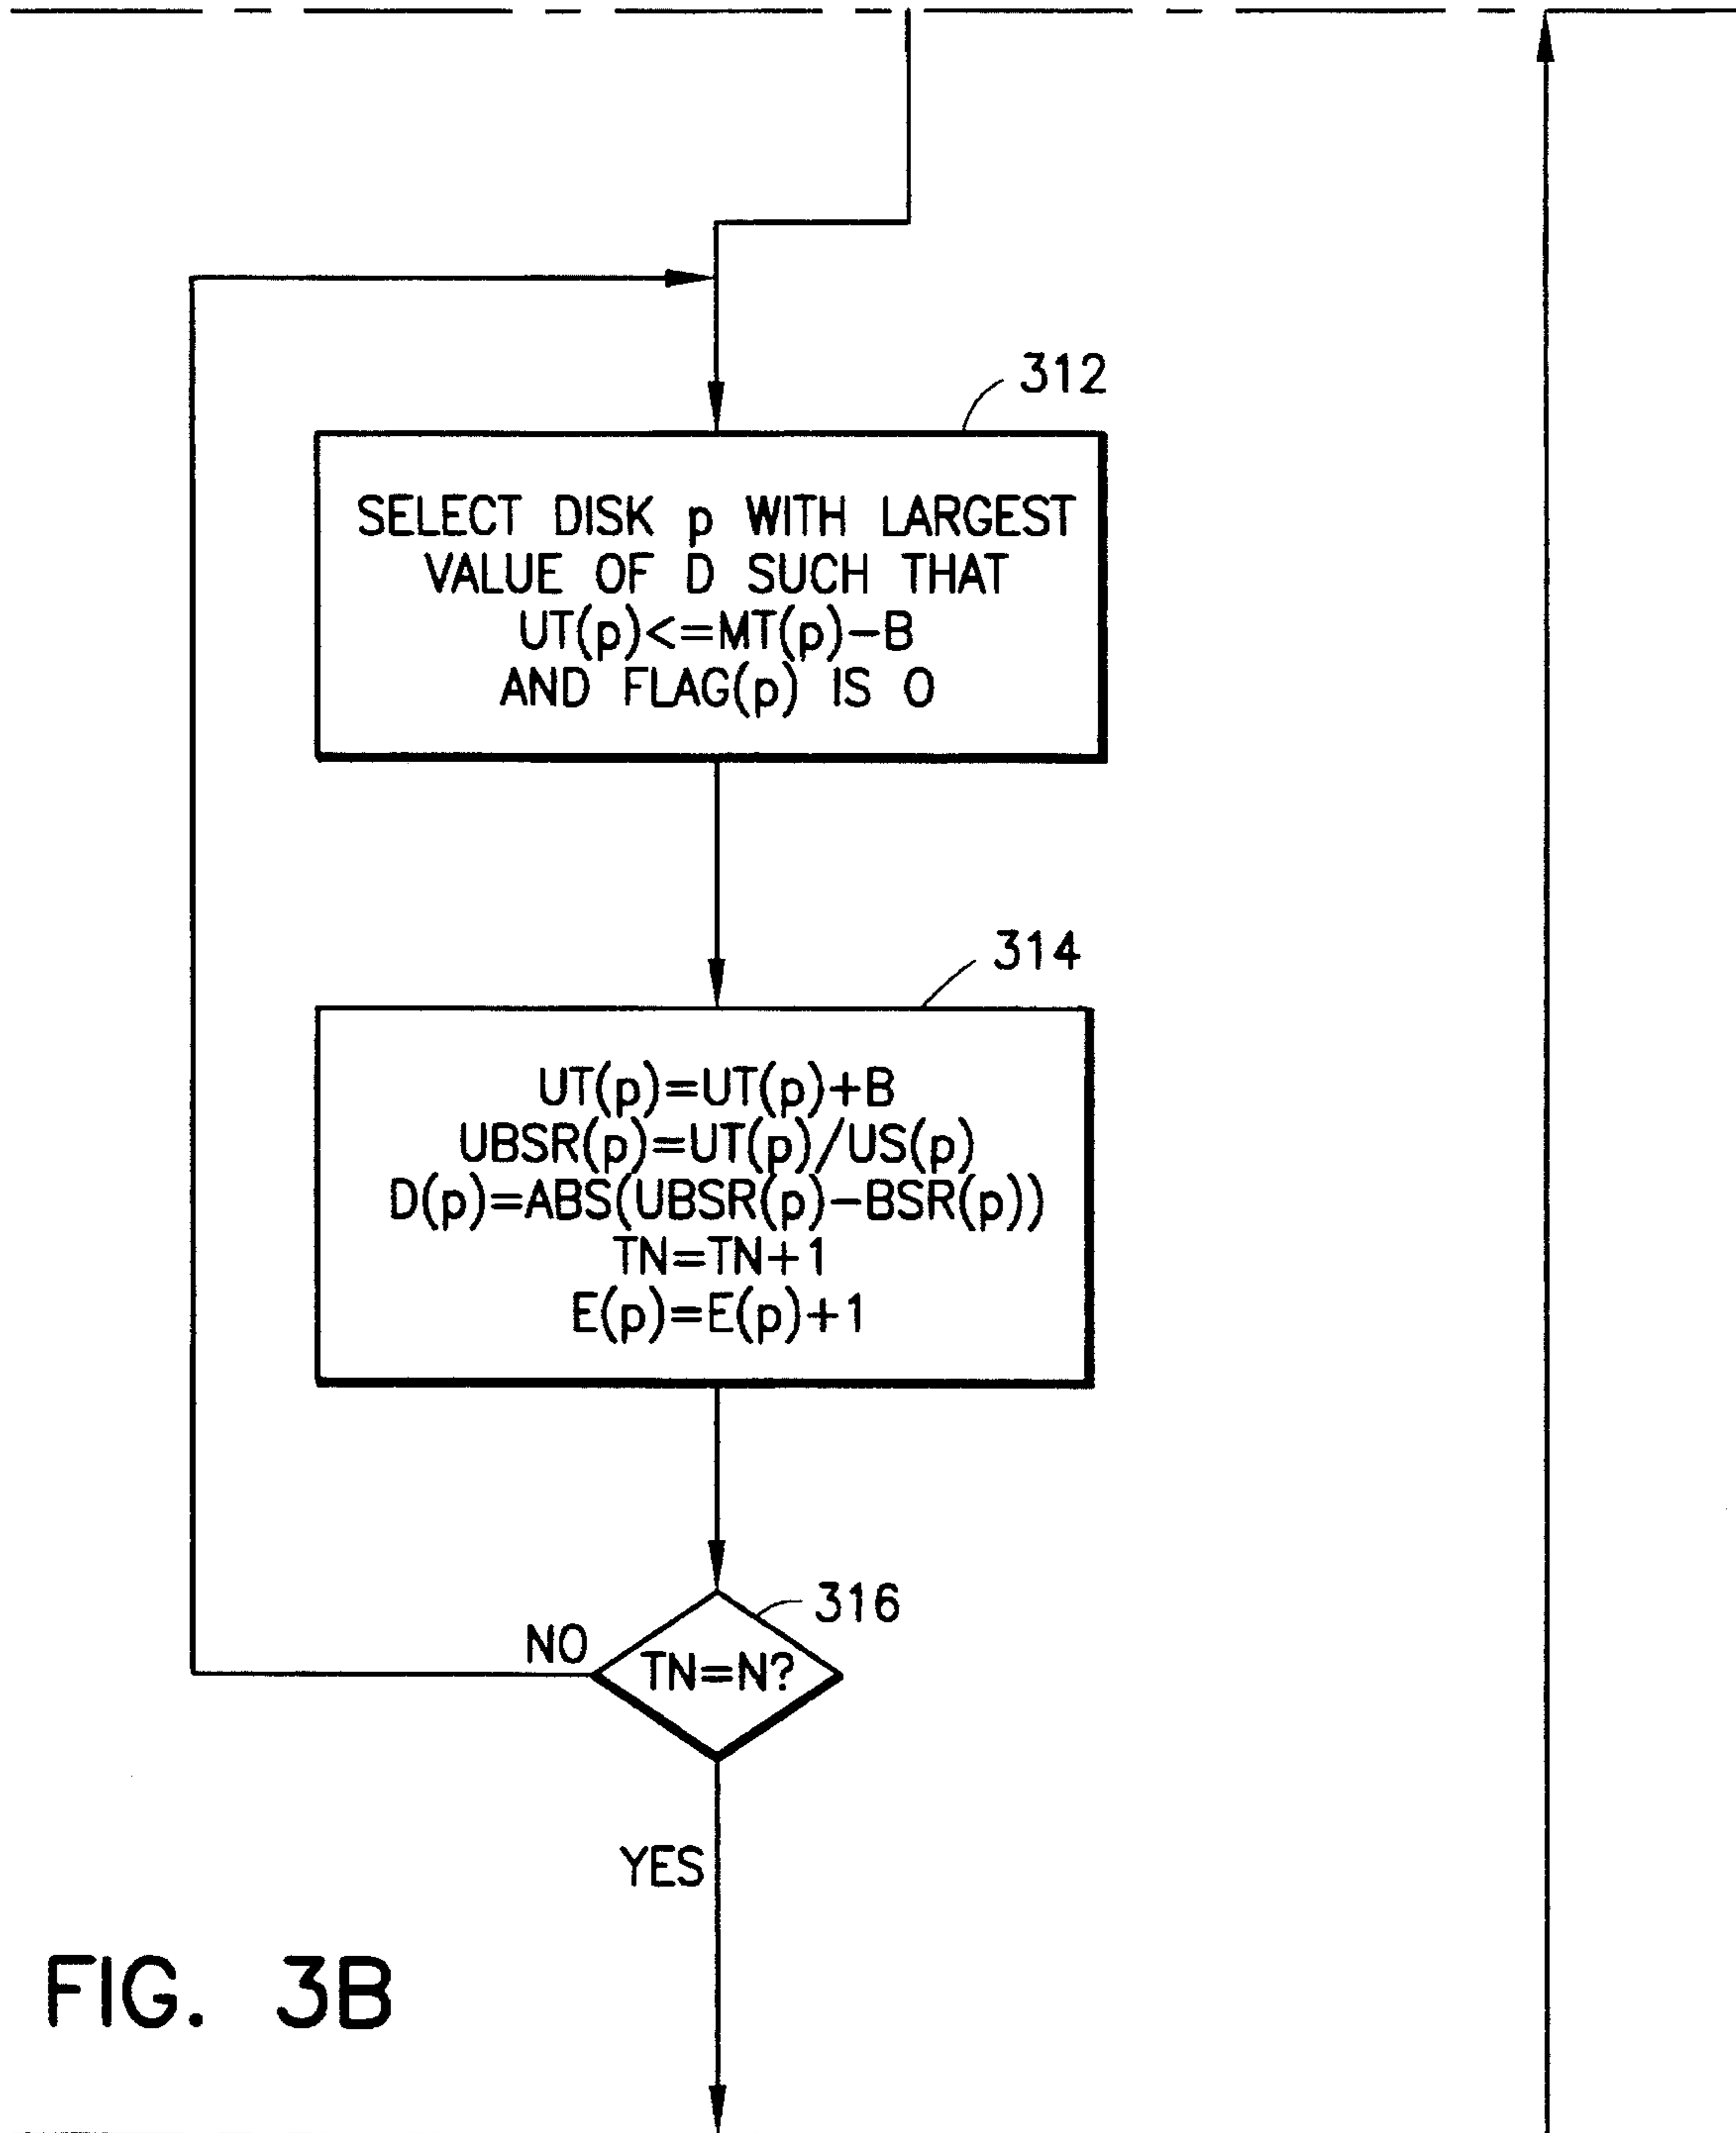 312
SELECT DISK p WITH LARGEST
VALUE OF D SUCH THAT
UT(p)<=MT(p)-B
AND FLAG(p) IS 0
314
UT(p)=UT(p)+B
UBSR(p)=UT(p)/US(p)
D(p)=ABS(UBSR(p)-BSR(p))
TN=TN+1
E(p)=E(p)+1
316
NO
TN=N?
YES
FIG. 3B